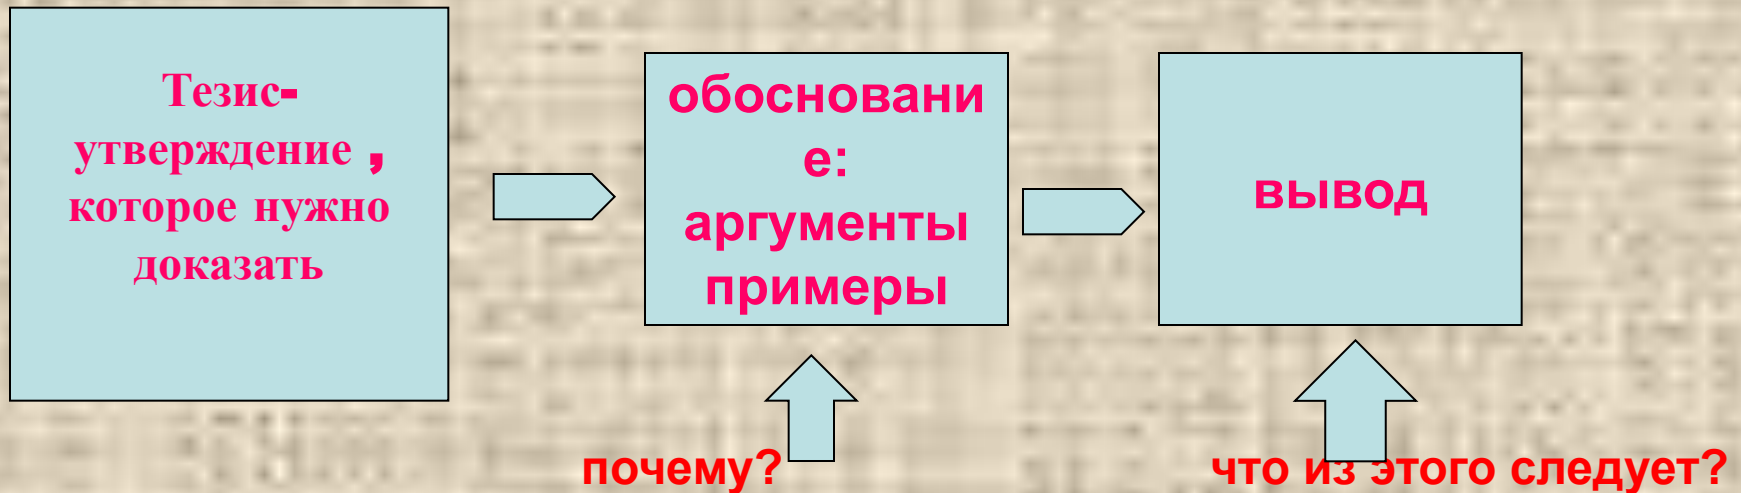 Тезис-
утверждение ,
которое нужно
доказать
обосновани
е:
аргументы
примеры
вывод
почему?
что из этого следует?